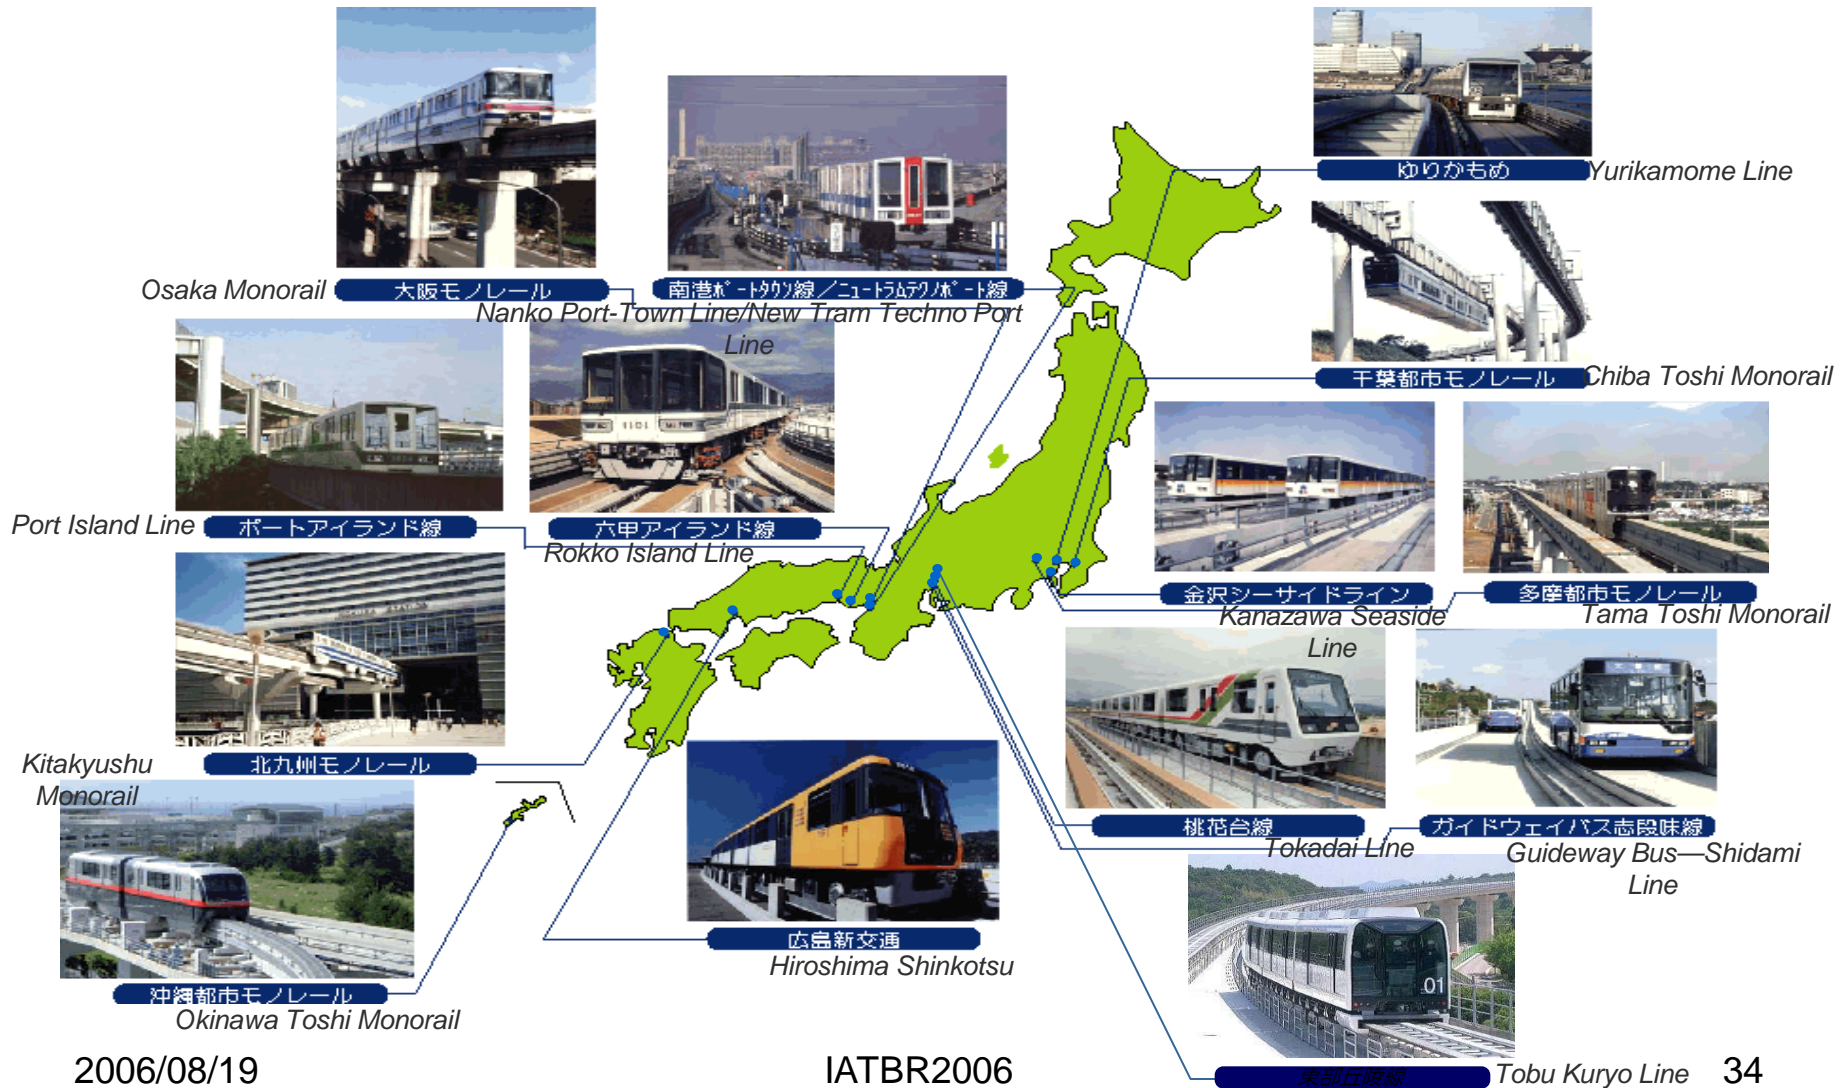 ゆりかもめ
Yurikamome Line
大阪モノレール
Osaka Monorail
南港ポートタウン線／ニュートラムテクノポート線
Nanko Port-Town Line/New Tram Techno Port
Line
千葉都市モノレール
Chiba Toshi Monorail
1101
ポートアイランド線
Port Island Line
六甲アイランド線
Rokko Island Line
金沢シーサイドライン
Kanazawa Seaside
Line
多摩都市モノレール
Tama Toshi Monorail
北九州モノレール
Kitakyushu
Monorail
桃花台線
Tokadai Line
ガイドウェイバス志段味線
Guideway Bus—Shidami
Line
広島新交通
Hiroshima Shinkotsu
沖縄都市モノレール
Okinawa Toshi Monorail
01
東部丘陵線
Tobu Kuryo Line
2006/08/19
IATBR2006
34